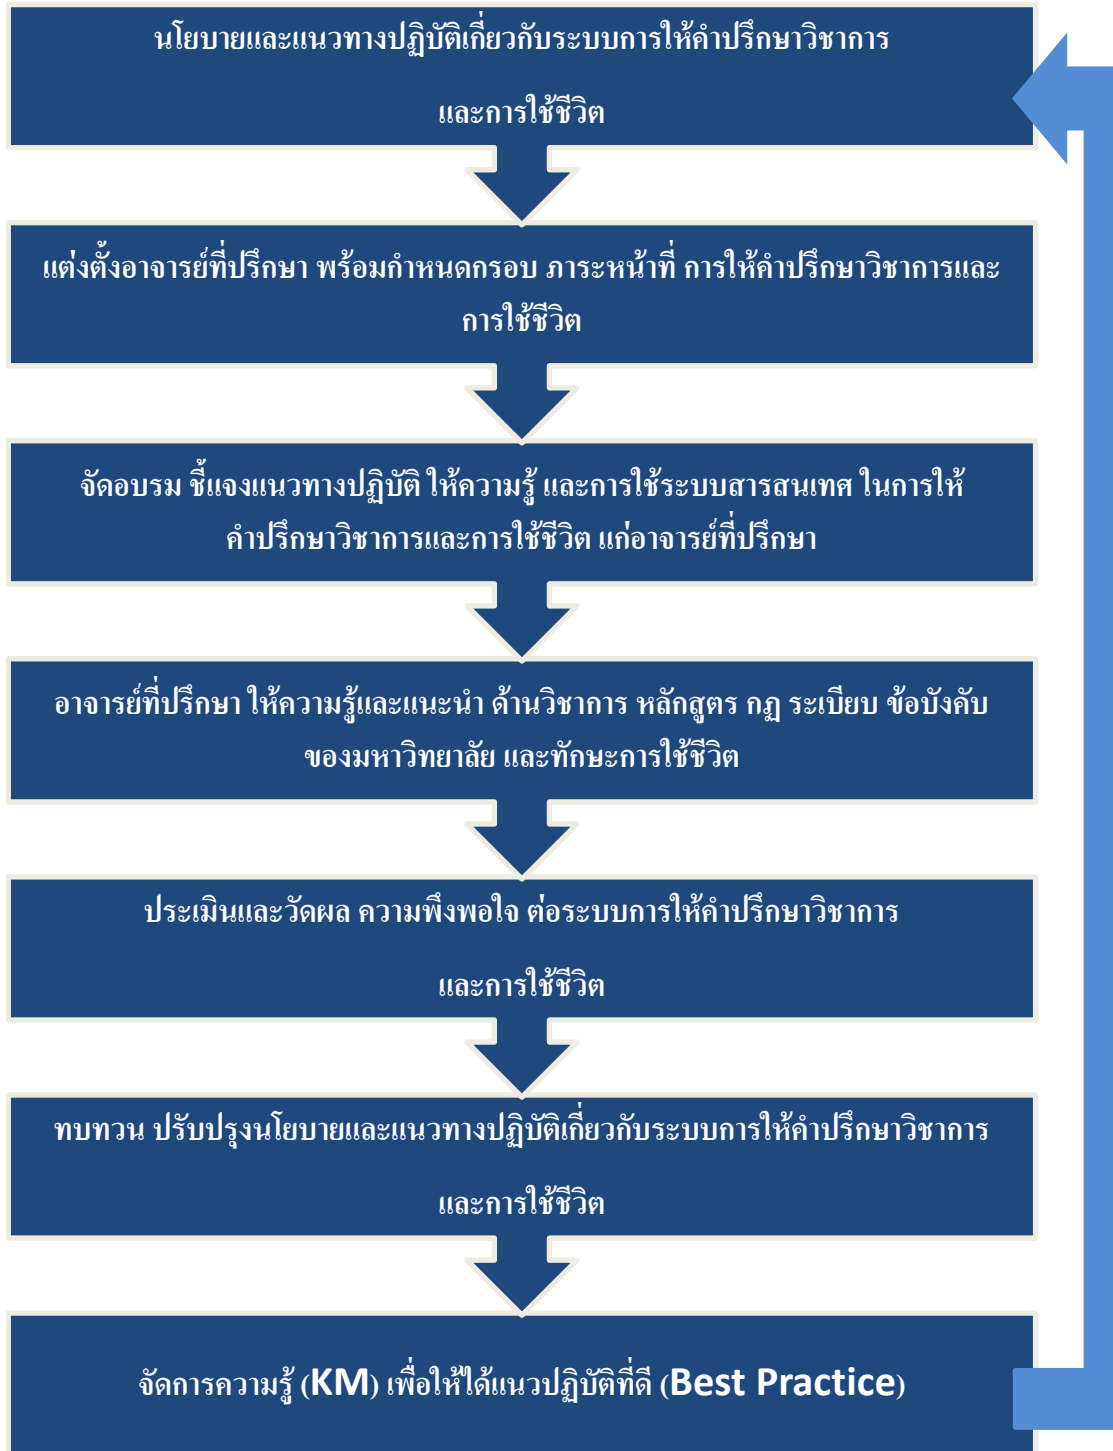 นโยบายและแนวทางปฏิบัติเกี่ยวกับระบบการให้คำปรึกษาวิชาการ
และการใช้ชีวิต
แต่งตั้งอาจารย์ที่ปรึกษา พร้อมกำหนดกรอบ ภาระหน้าที่ การให้คำปรึกษาวิชาการและ
การใช้ชีวิต
จัดอบรม ชี้แจงแนวทางปฏิบัติ ให้ความรู้ และการใช้ระบบสารสนเทศ ในการให้
คำปรึกษาวิชาการและการใช้ชีวิต แก่อาจารย์ที่ปรึกษา
อาจารย์ที่ปรึกษา ให้ความรู้และแนะนำ ด้านวิชาการ หลักสูตร กฏ ระเบียบ ข้อบังคับ
ของมหาวิทยาลัย และทักษะการใช้ชีวิต
ประเมินและวัดผล ความพึงพอใจ ต่อระบบการให้คำปรึกษาวิชาการ
และการใช้ชีวิต
ทบทวน ปรับปรุงนโยบายและแนวทางปฏิบัติเกี่ยวกับระบบการให้คำปรึกษาวิชาการ
และการใช้ชีวิต
จัดการความรู้ (KM) เพื่อให้ได้แนวปฏิบัติที่ดี (Best Practice)